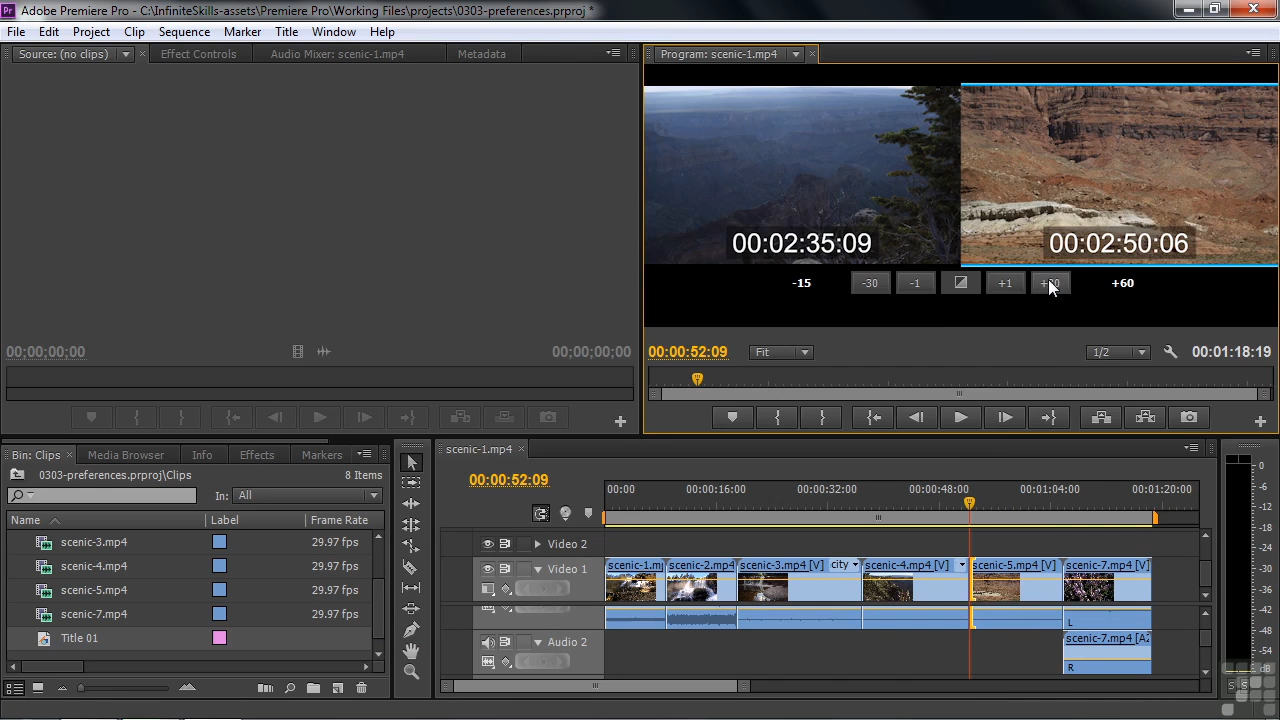 Adobe Premiere Pro - C:\InfiniteSkills-assets\Premiere Pro\Working Files\projects\0303-preferences.prproj *
File Edit Project Clip Sequence Marker Title Window Help
Source: (no clips) Effect Controls Audio Mixer: scenic-1.mp4 Metadata
Program: scenic-1.mp4
00:02:35:09 00:02:50:06
-15 -30 -1 +1 +60
00;00;00;00 00;00;00;00
00:00:52:09 Fit 1/2 00:01:18:19
Bin: Clips Media Browser Info Effects Markers
0303-preferences.prproj\Clips 8 Items
In: All
Name Label Frame Rate
scenic-3.mp4 29.97 fps
scenic-4.mp4 29.97 fps
scenic-5.mp4 29.97 fps
scenic-7.mp4 29.97 fps
Title 01
scenic-1.mp4
00:00:52:09
00:00 00:00:16:00 00:00:32:00 00:00:48:00 00:01:04:00 00:01:20:00
Video 2
Video 1
scenic-1.m scenic-2.mp4 scenic-3.mp4 [V] city scenic-4.mp4 [V] scenic-5.mp4 [V] scenic-7.mp4 [V]
L
Audio 2
scenic-7.mp4 [A2
R
0
-6
-12
-18
-24
-30
-36
-42
-48
-54
dB
S S